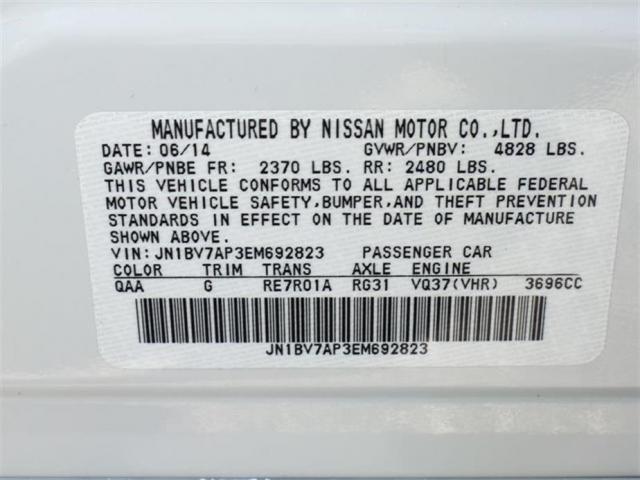 MANUFACTURED BY NISSAN MOTOR CO.,LTD.
DATE: 06/14 GVWR/PNBV: 4828 LBS.
GAWR/PNBE FR: 2370 LBS. RR: 2480 LBS.
THIS VEHICLE CONFORMS TO ALL APPLICABLE FEDERAL
MOTOR VEHICLE SAFETY,BUMPER,AND THEFT PREVENTION
STANDARDS IN EFFECT ON THE DATE OF MANUFACTURE
SHOWN ABOVE.
VIN: JN1BV7AP3EM692823 PASSENGER CAR
COLOR TRIM TRANS AXLE ENGINE
QAA G RE7R01A RG31 VQ37(VHR) 3696CC
JN1BV7AP3EM692823